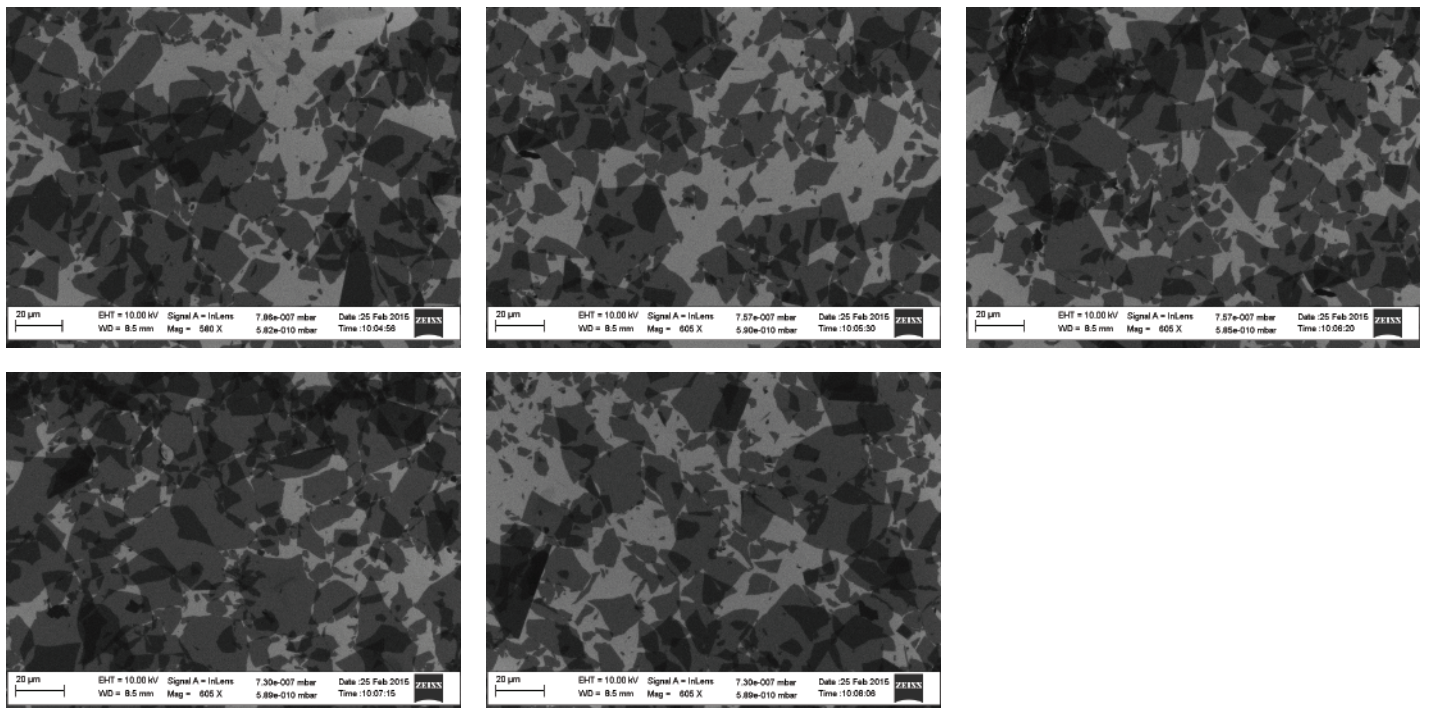 20 µm EHT = 10.00 kV Signal A = InLens 7.86e-007 mbar Date :25 Feb 2015 ZEISS
WD = 8.5 mm Mag = 580 X 5.82e-010 mbar Time :10:04:56
20 µm EHT = 10.00 kV Signal A = InLens 7.57e-007 mbar Date :25 Feb 2015 ZEISS
WD = 8.5 mm Mag = 605 X 5.90e-010 mbar Time :10:05:30
20 µm EHT = 10.00 kV Signal A = InLens 7.57e-007 mbar Date :25 Feb 2015 ZEISS
WD = 8.5 mm Mag = 605 X 5.85e-010 mbar Time :10:06:20
20 µm EHT = 10.00 kV Signal A = InLens 7.30e-007 mbar Date :25 Feb 2015 ZEISS
WD = 8.5 mm Mag = 605 X 5.89e-010 mbar Time :10:07:15
20 µm EHT = 10.00 kV Signal A = InLens 7.30e-007 mbar Date :25 Feb 2015 ZEISS
WD = 8.5 mm Mag = 605 X 5.89e-010 mbar Time :10:08:06